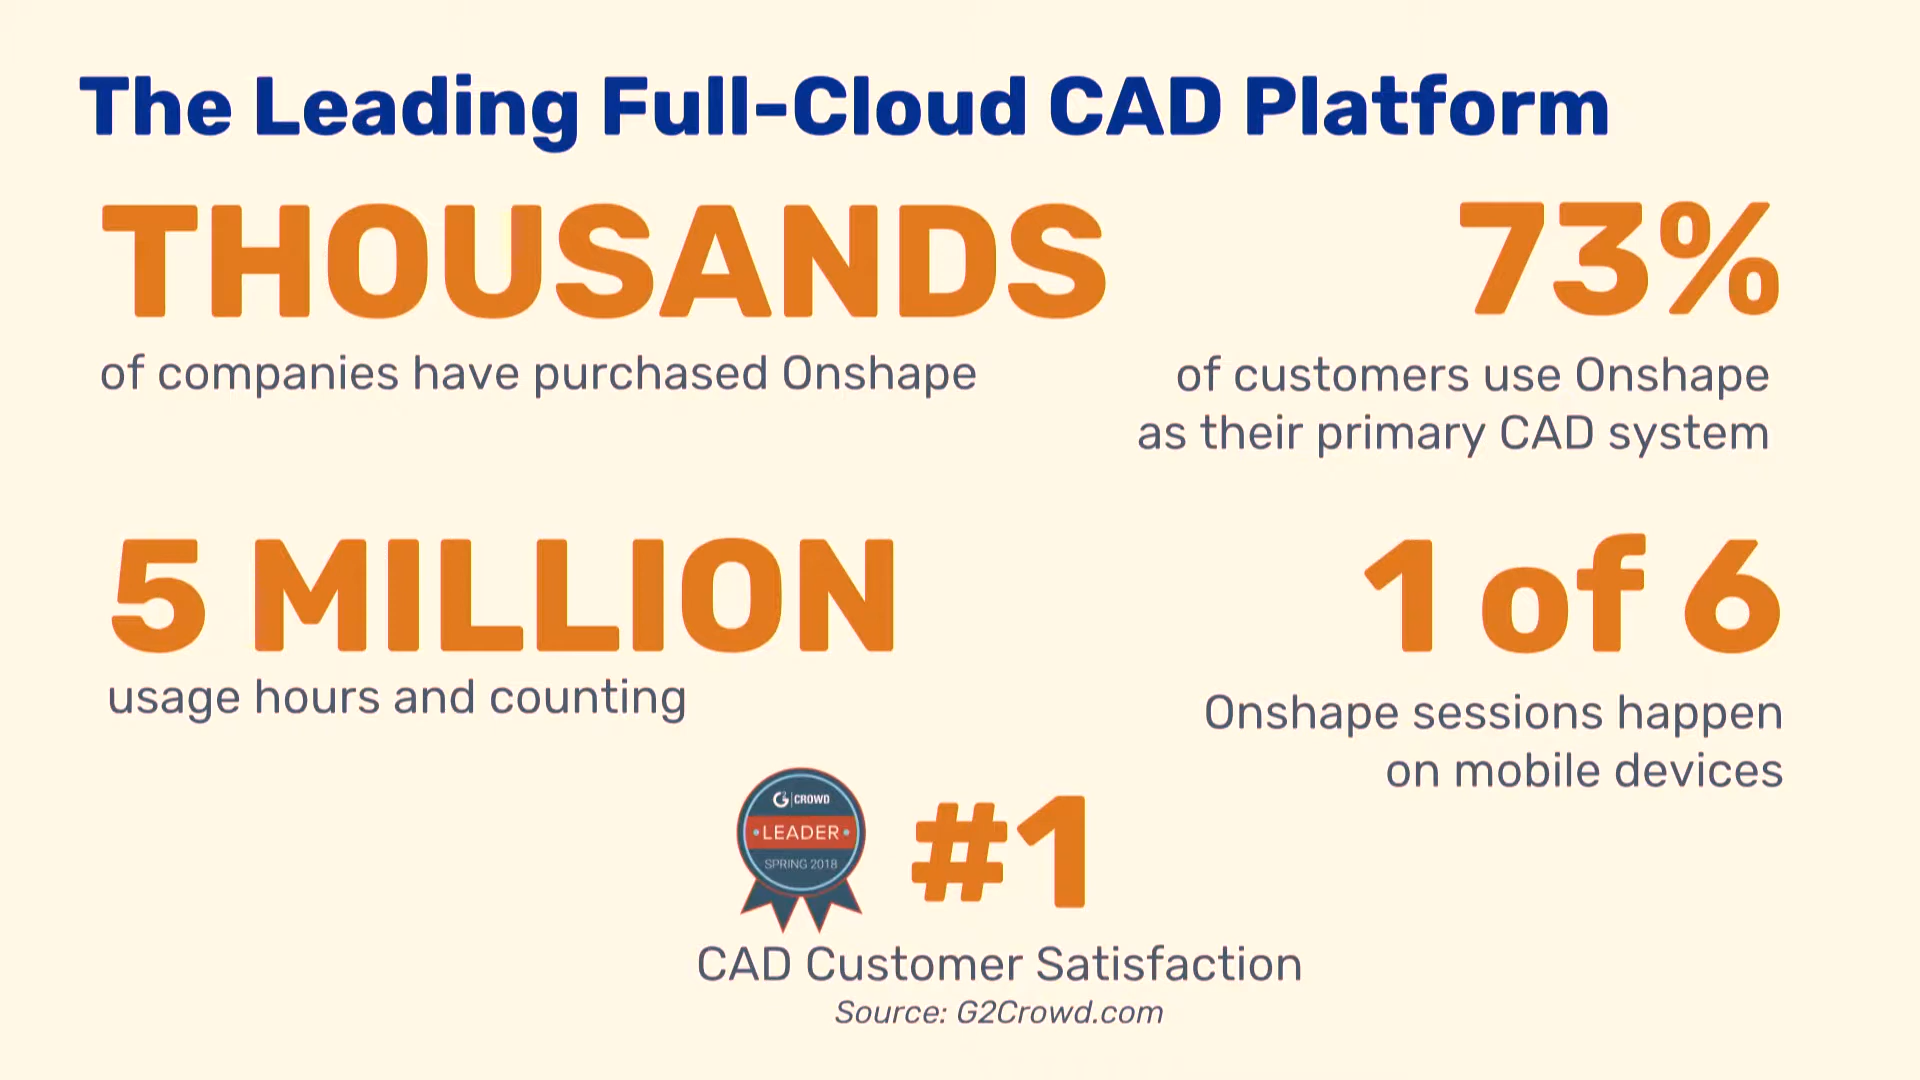 The Leading Full-Cloud CAD Platform
THOUSANDS
of companies have purchased Onshape
73%
of customers use Onshape
as their primary CAD system
5 MILLION
usage hours and counting
1 of 6
Onshape sessions happen
on mobile devices
G2 CROWD
•LEADER•
SPRING 2018
#1
CAD Customer Satisfaction
Source: G2Crowd.com